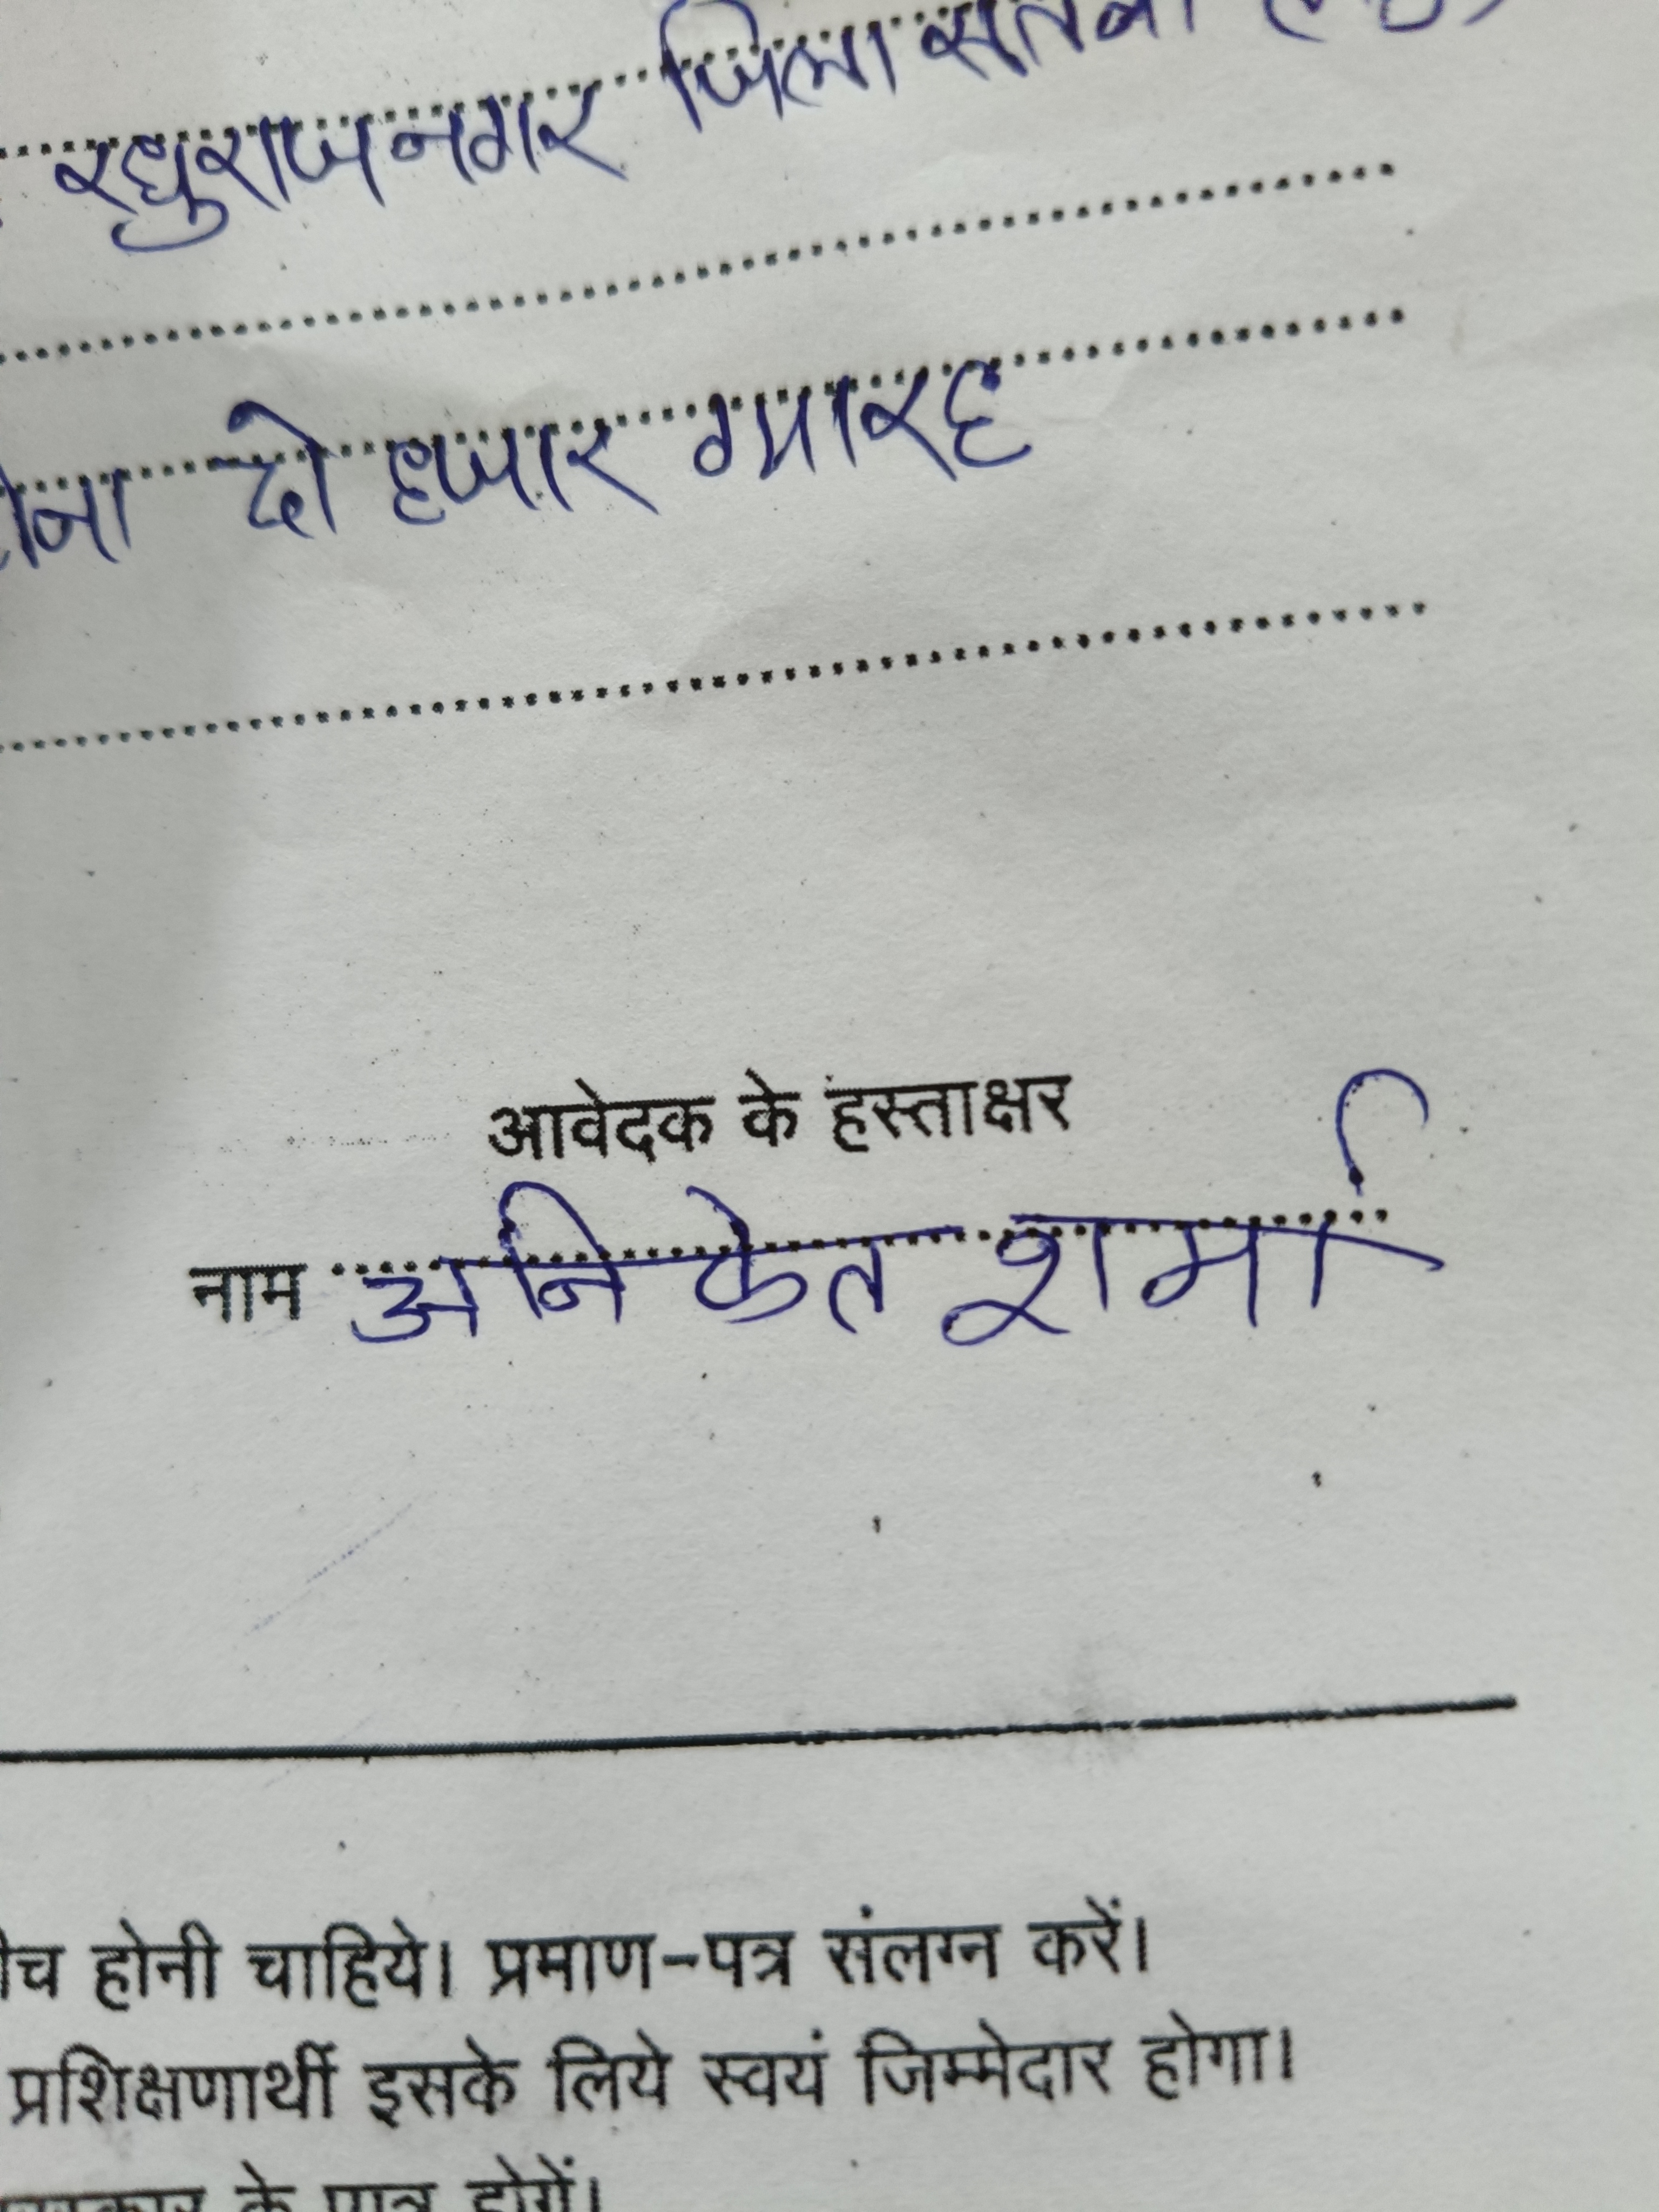 रघुराजनगर जिला सतना
दो हजार ग्यारह
आवेदक के हस्ताक्षर
नाम अनिकेत शर्मा
होनी चाहिये। प्रमाण-पत्र संलग्न करें।
प्रशिक्षणार्थी इसके लिये स्वयं जिम्मेदार होगा।
के पात्र होगें।